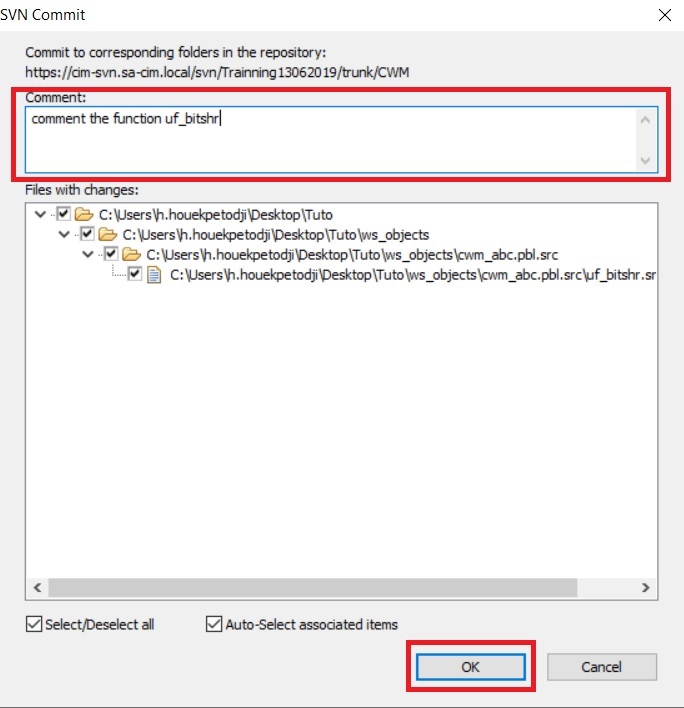 SVN Commit
Commit to corresponding folders in the repository:
https://cim-svn.sa-cim.local/svn/Trainning13062019/trunk/CWM
Comment:
comment the function uf_bitshr
Files with changes:
C:\Users\h.houekpetodji\Desktop\Tuto
C:\Users\h.houekpetodji\Desktop\Tuto\ws_objects
C:\Users\h.houekpetodji\Desktop\Tuto\ws_objects\cwm_abc.pbl.src
C:\Users\h.houekpetodji\Desktop\Tuto\ws_objects\cwm_abc.pbl.src\uf_bitshr.sr
Select/Deselect all
Auto-Select associated items
OK
Cancel